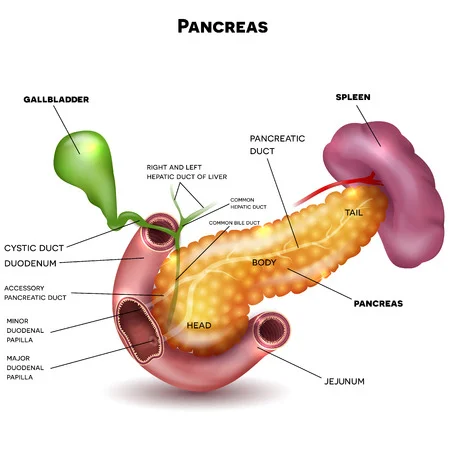 PANCREAS
GALLBLADDER
SPLEEN
PANCREATIC
DUCT
RIGHT AND LEFT
HEPATIC DUCT OF LIVER
COMMON
HEPATIC DUCT
TAIL
COMMON BILE DUCT
CYSTIC DUCT
DUODENUM
BODY
ACCESSORY
PANCREATIC DUCT
PANCREAS
MINOR
DUODENAL
PAPILLA
HEAD
MAJOR
DUODENAL
PAPILLA
JEJUNUM